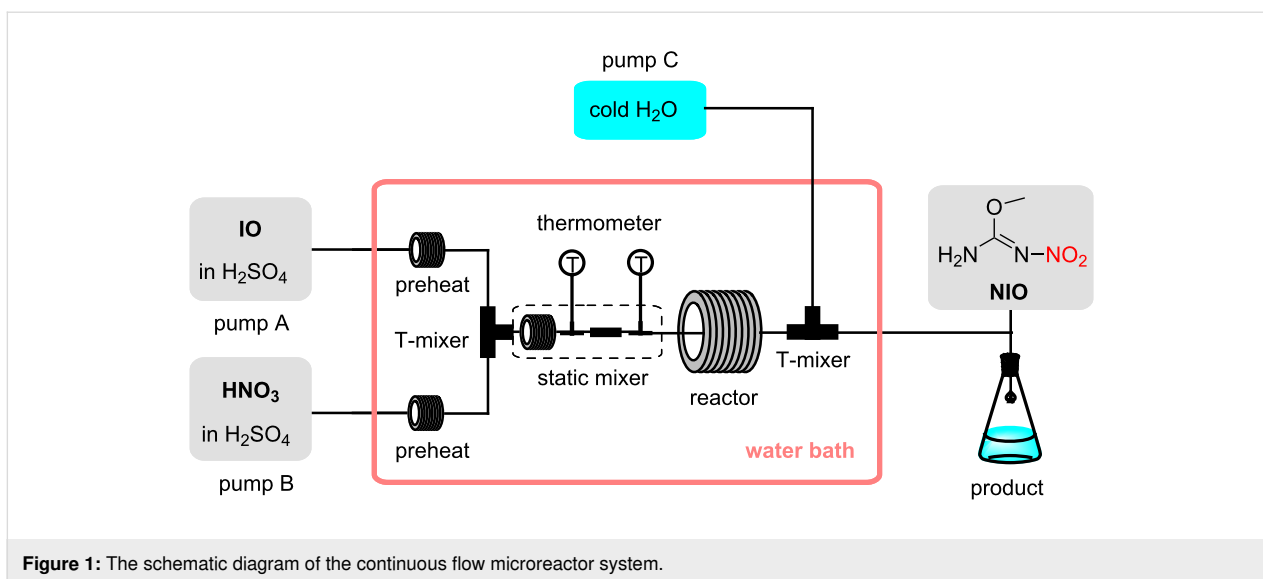 pump C
cold H2O
IO
in H2SO4
pump A
HNO3
in H2SO4
pump B
preheat
preheat
T-mixer
thermometer
T
T
static mixer
reactor
T-mixer
water bath
O
H2N
N–NO2
NIO
product
Figure 1: The schematic diagram of the continuous flow microreactor system.